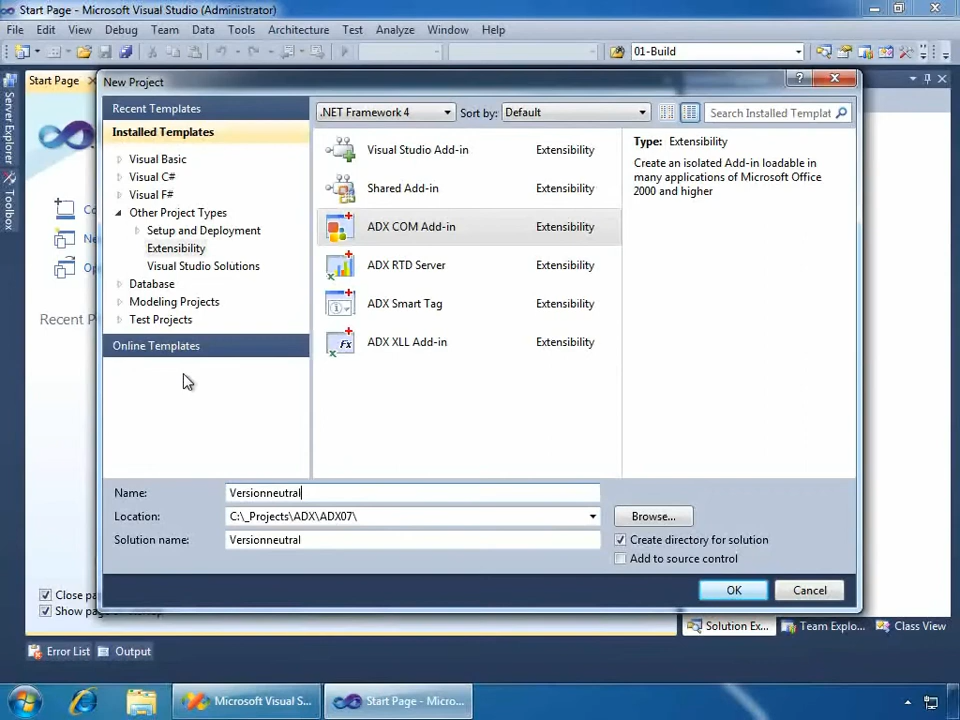 Start Page - Microsoft Visual Studio (Administrator)
File Edit View Debug Team Data Tools Architecture Test Analyze Window Help
01-Build
Start Page
New Project
Server Explorer
Toolbox
Recent Templates
.NET Framework 4
Sort by: Default
Search Installed Templat
Installed Templates
Visual Basic
Visual C#
Visual F#
Other Project Types
Setup and Deployment
Extensibility
Visual Studio Solutions
Database
Modeling Projects
Test Projects
Online Templates
Visual Studio Add-in Extensibility
Shared Add-in Extensibility
ADX COM Add-in Extensibility
ADX RTD Server Extensibility
ADX Smart Tag Extensibility
ADX XLL Add-in Extensibility
Type: Extensibility
Create an isolated Add-in loadable in
many applications of Microsoft Office
2000 and higher
Recent P
Name: Versionneutral
Location: C:\_Projects\ADX\ADX07\
Browse...
Solution name: Versionneutral
Create directory for solution
Add to source control
OK Cancel
Close pa
Show page
Solution Ex... Team Explo... Class View
Error List Output
Microsoft Visual S...
Start Page - Micro...